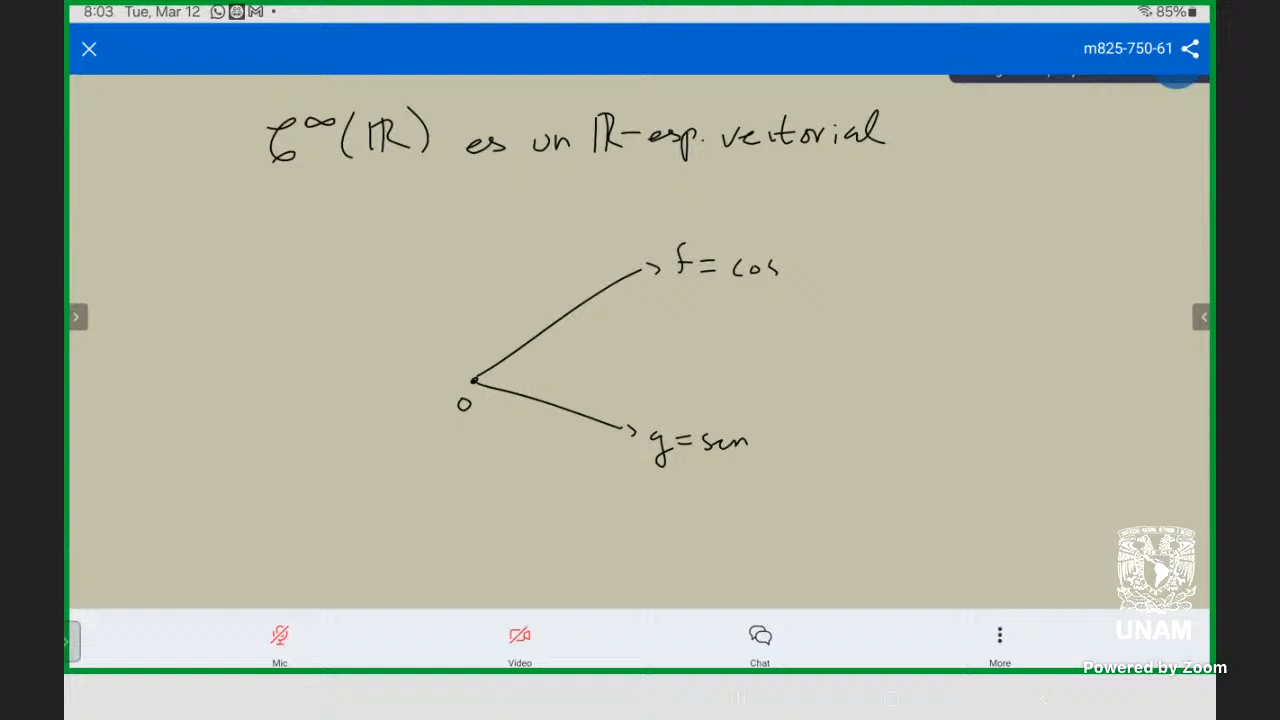 8:03 Tue, Mar 12
85%
m825-750-61
C^∞(ℝ) es un ℝ-esp. vectorial
f = cos
0
g = sen
Mic
Video
Chat
More
UNAM
Powered by Zoom